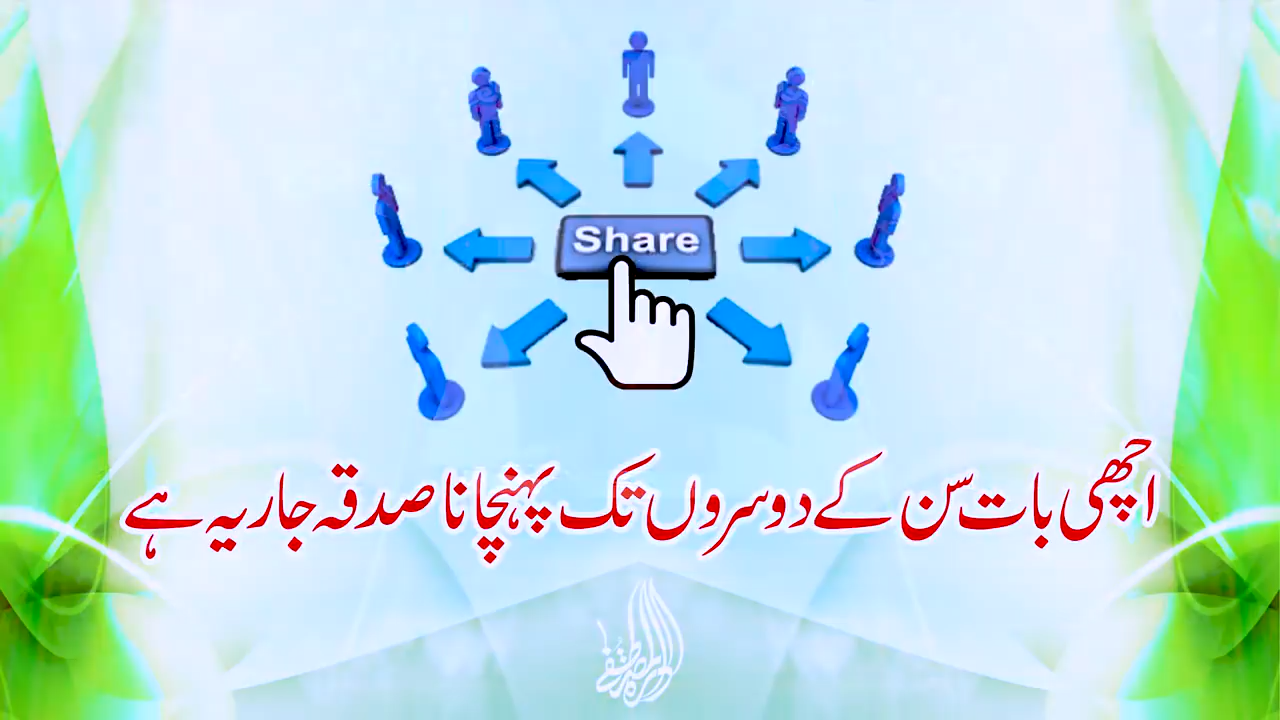 Share
اچھی بات سن کے دوسروں تک پہنچانا صدقہ جاریہ ہے